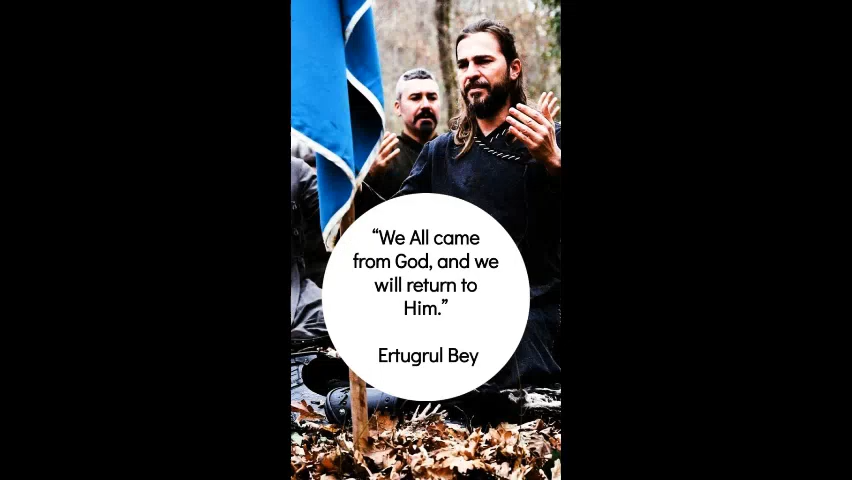 “We All came
from God, and we
will return to
Him.”
Ertugrul Bey